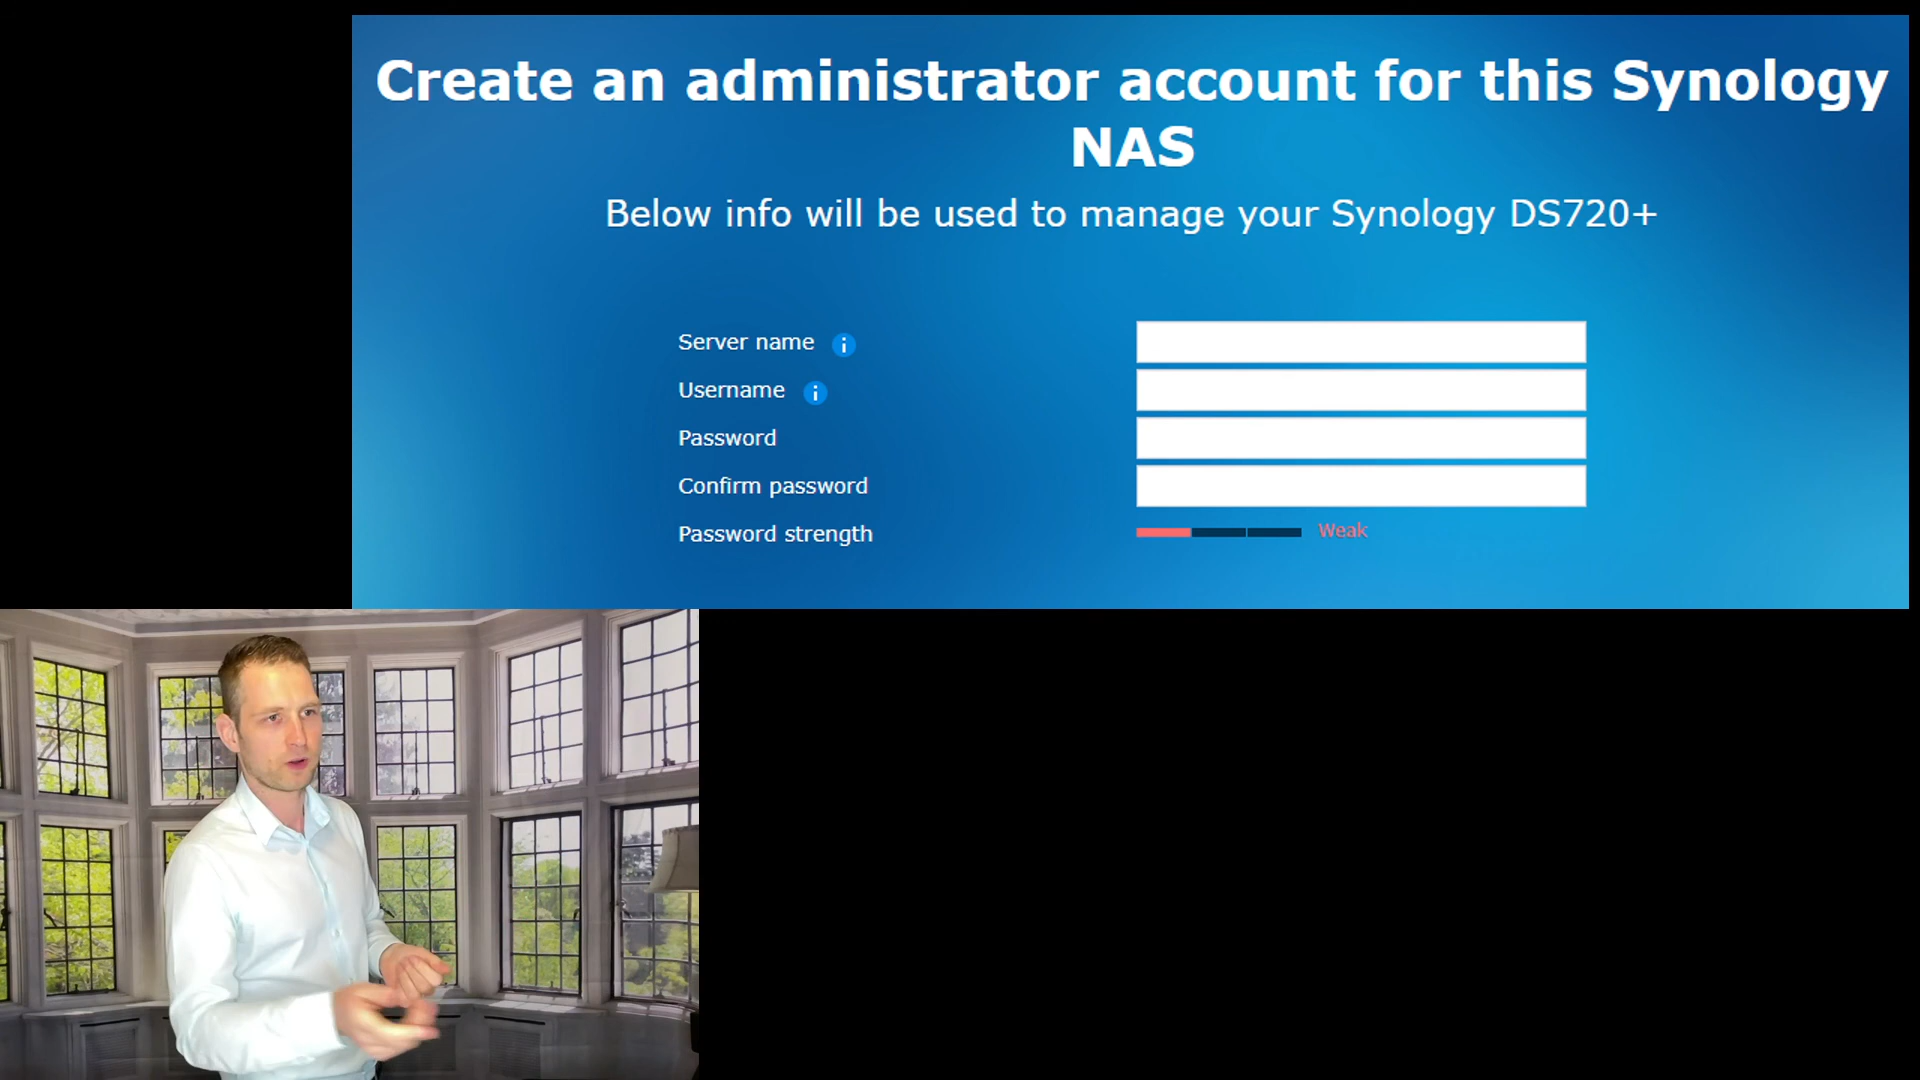 Create an administrator account for this Synology
NAS
Below info will be used to manage your Synology DS720+
Server name
Username
Password
Confirm password
Password strength Weak